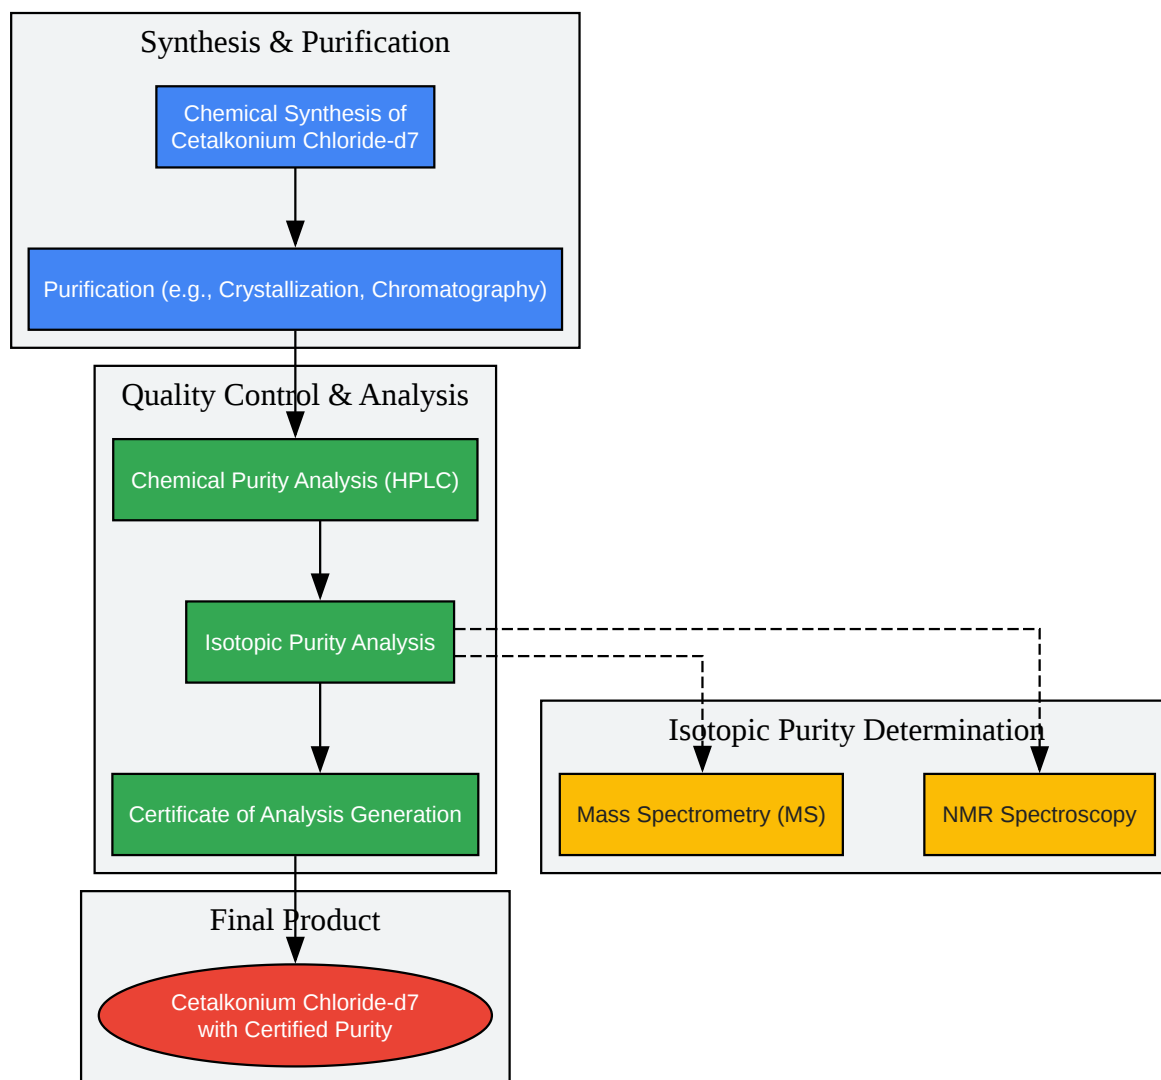 Synthesis & Purification
Chemical Synthesis of
Cetalkonium Chloride-d7
Purification (e.g., Crystallization, Chromatography)
Quality Control & Analysis
Chemical Purity Analysis (HPLC)
Isotopic Purity Analysis
Isotopic Purity Determination
Certificate of Analysis Generation
Mass Spectrometry (MS)
NMR Spectroscopy
Final Product
Cetalkonium Chloride-d7
with Certified Purity